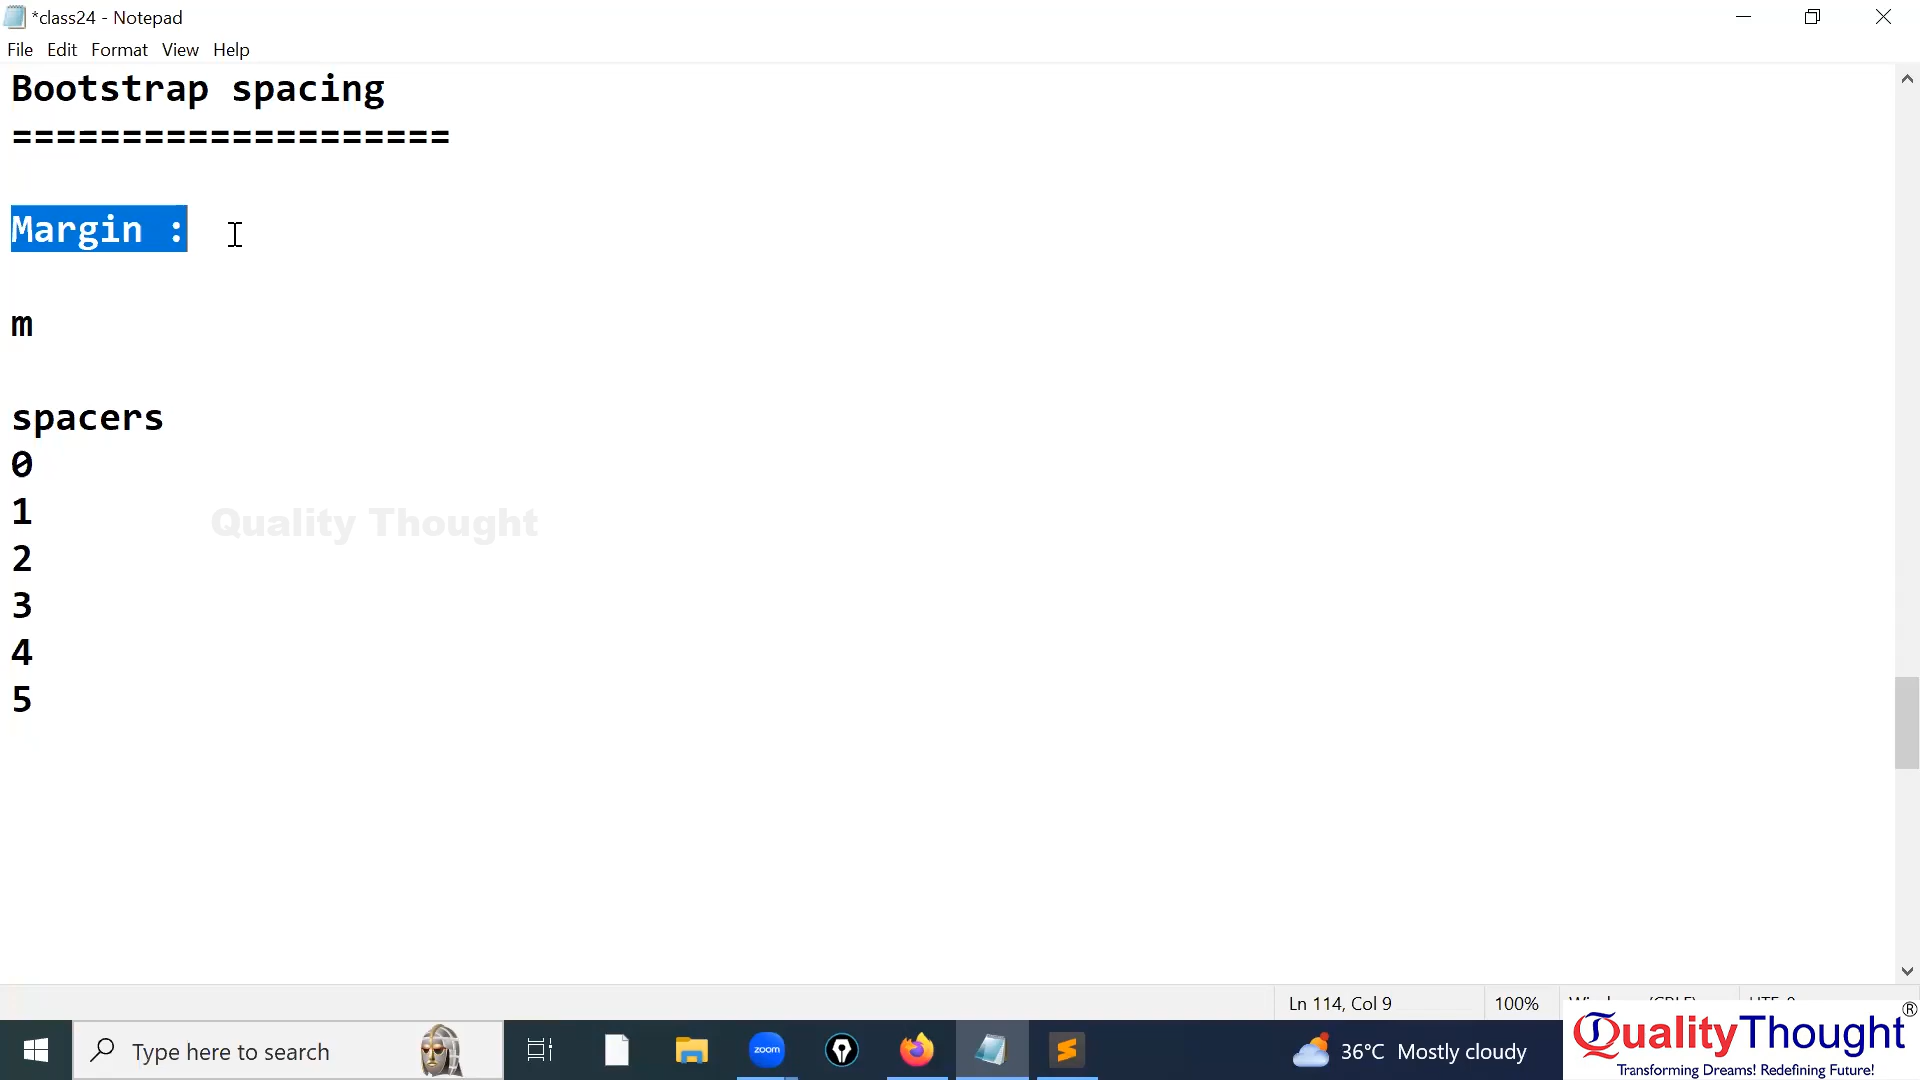 *class24 - Notepad
File Edit Format View Help
Bootstrap spacing
====================
Margin :
m
spacers
0
1
2
3
4
5
Quality Thought
Ln 114, Col 9
100%
Type here to search
zoom
36°C Mostly cloudy
QualityThought®
Transforming Dreams! Redefining Future!